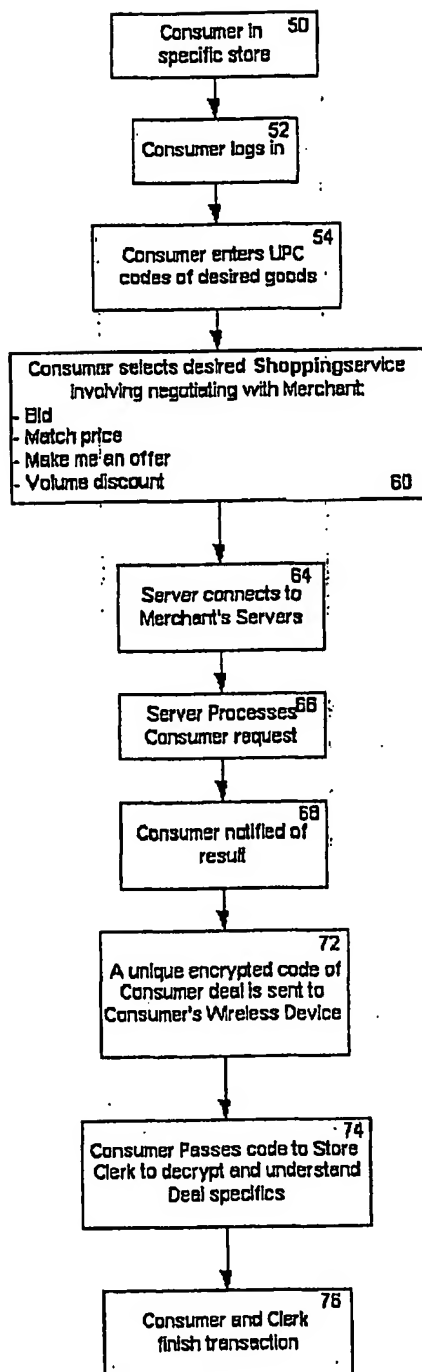 50
Consumer in
specific store
52
Consumer logs in
54
Consumer enters UPC
codes of desired goods
Consumer selects desired Shoppingservice
involving negotiating with Merchant:
- Bid
- Match price
- Make me an offer
- Volume discount 60
64
Server connects to
Merchant's Servers
66
Server Processes
Consumer request
68
Consumer notified of
result
72
A unique encrypted code of
Consumer deal is sent to
Consumer's Wireless Device
74
Consumer Passes code to Store
Clerk to decrypt and understand
Deal specifics
76
Consumer and Clerk
finish transaction